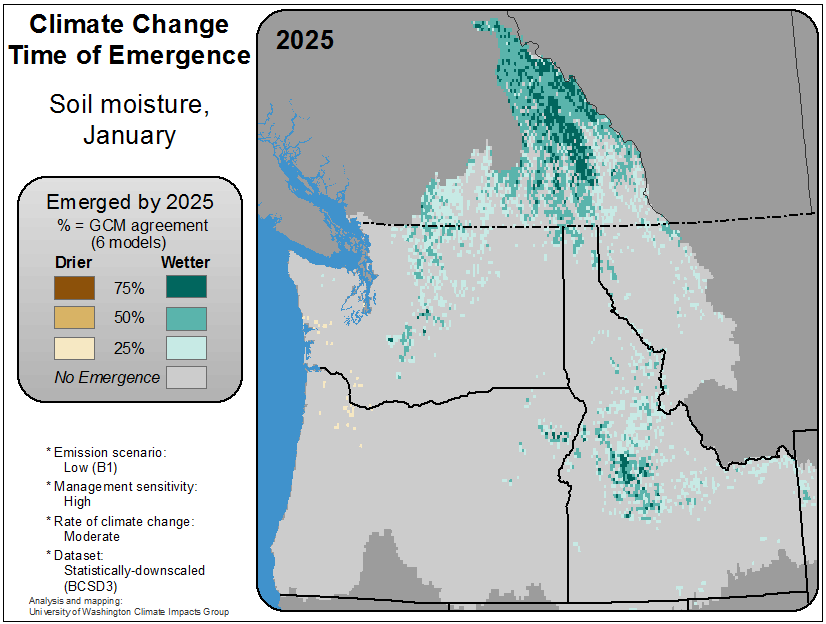 Climate Change
Time of Emergence
Soil moisture,
January
Emerged by 2025
% = GCM agreement
(6 models)
Drier Wetter
75%
50%
25%
No Emergence
* Emission scenario:
Low (B1)
* Management sensitivity:
High
* Rate of climate change:
Moderate
* Dataset:
Statistically-downscaled
(BCSD3)
Analysis and mapping:
University of Washington Climate Impacts Group
2025